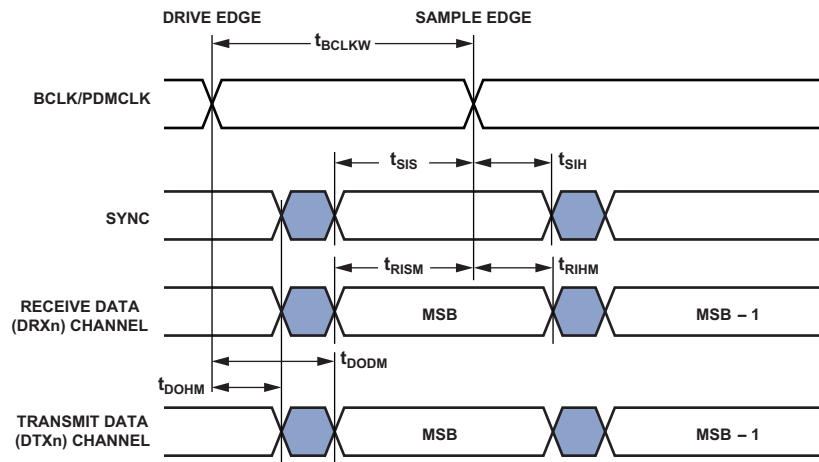 DRIVE EDGE
SAMPLE EDGE
tBCLKW
BCLK/PDMCLK
tSIS
tSIH
SYNC
tRISM
tRIHM
RECEIVE DATA
(DRXn) CHANNEL
MSB
MSB – 1
tDODM
tDOHM
TRANSMIT DATA
(DTXn) CHANNEL
MSB
MSB – 1